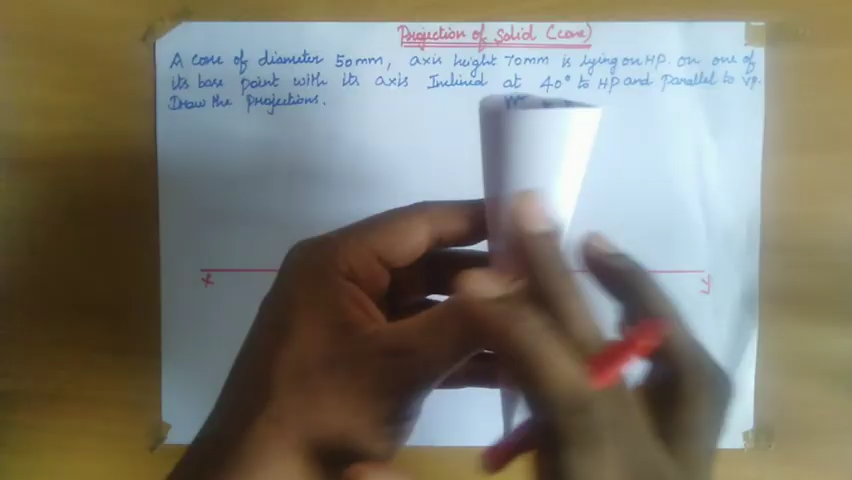 Projection of Solid (cone)
A cone of diameter 50mm, axis height 70mm is lying on HP. on one of
its base point with its axis Inclined at 40° to HP and parallel to VP.
Draw the projections.
x y